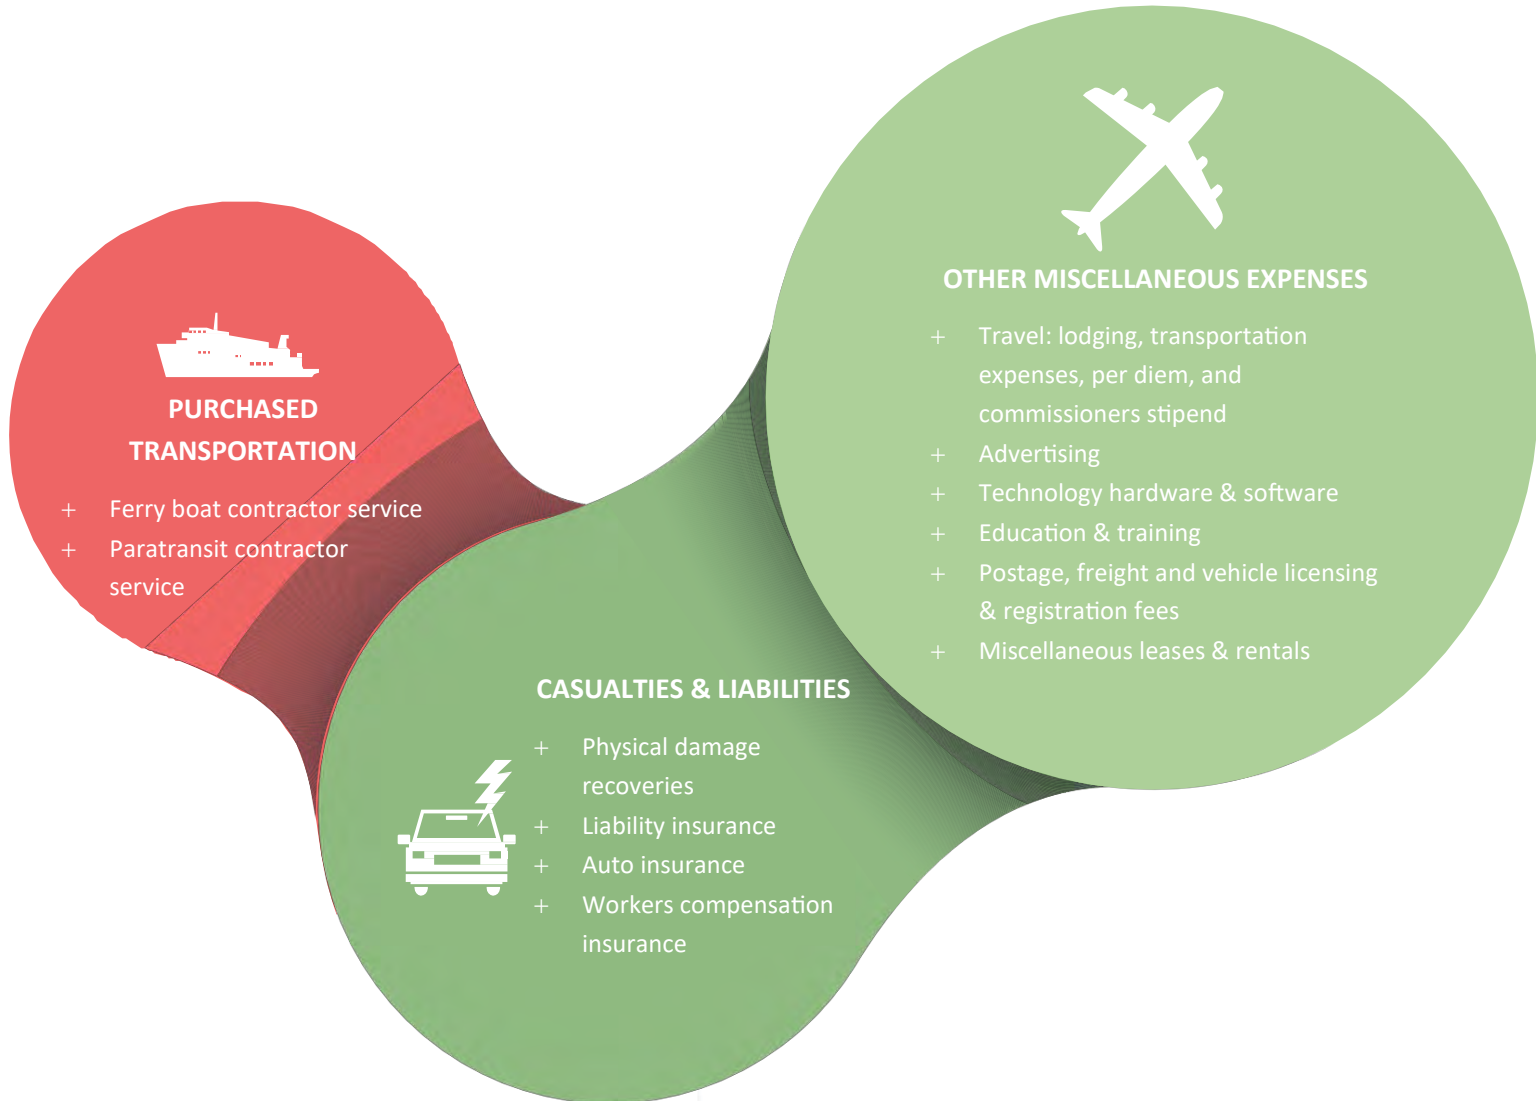 PURCHASED
TRANSPORTATION
+ Ferry boat contractor service
+ Paratransit contractor
service
CASUALTIES & LIABILITIES
+ Physical damage
recoveries
+ Liability insurance
+ Auto insurance
+ Workers compensation
insurance
OTHER MISCELLANEOUS EXPENSES
+ Travel: lodging, transportation
expenses, per diem, and
commissioners stipend
+ Advertising
+ Technology hardware & software
+ Education & training
+ Postage, freight and vehicle licensing
& registration fees
+ Miscellaneous leases & rentals